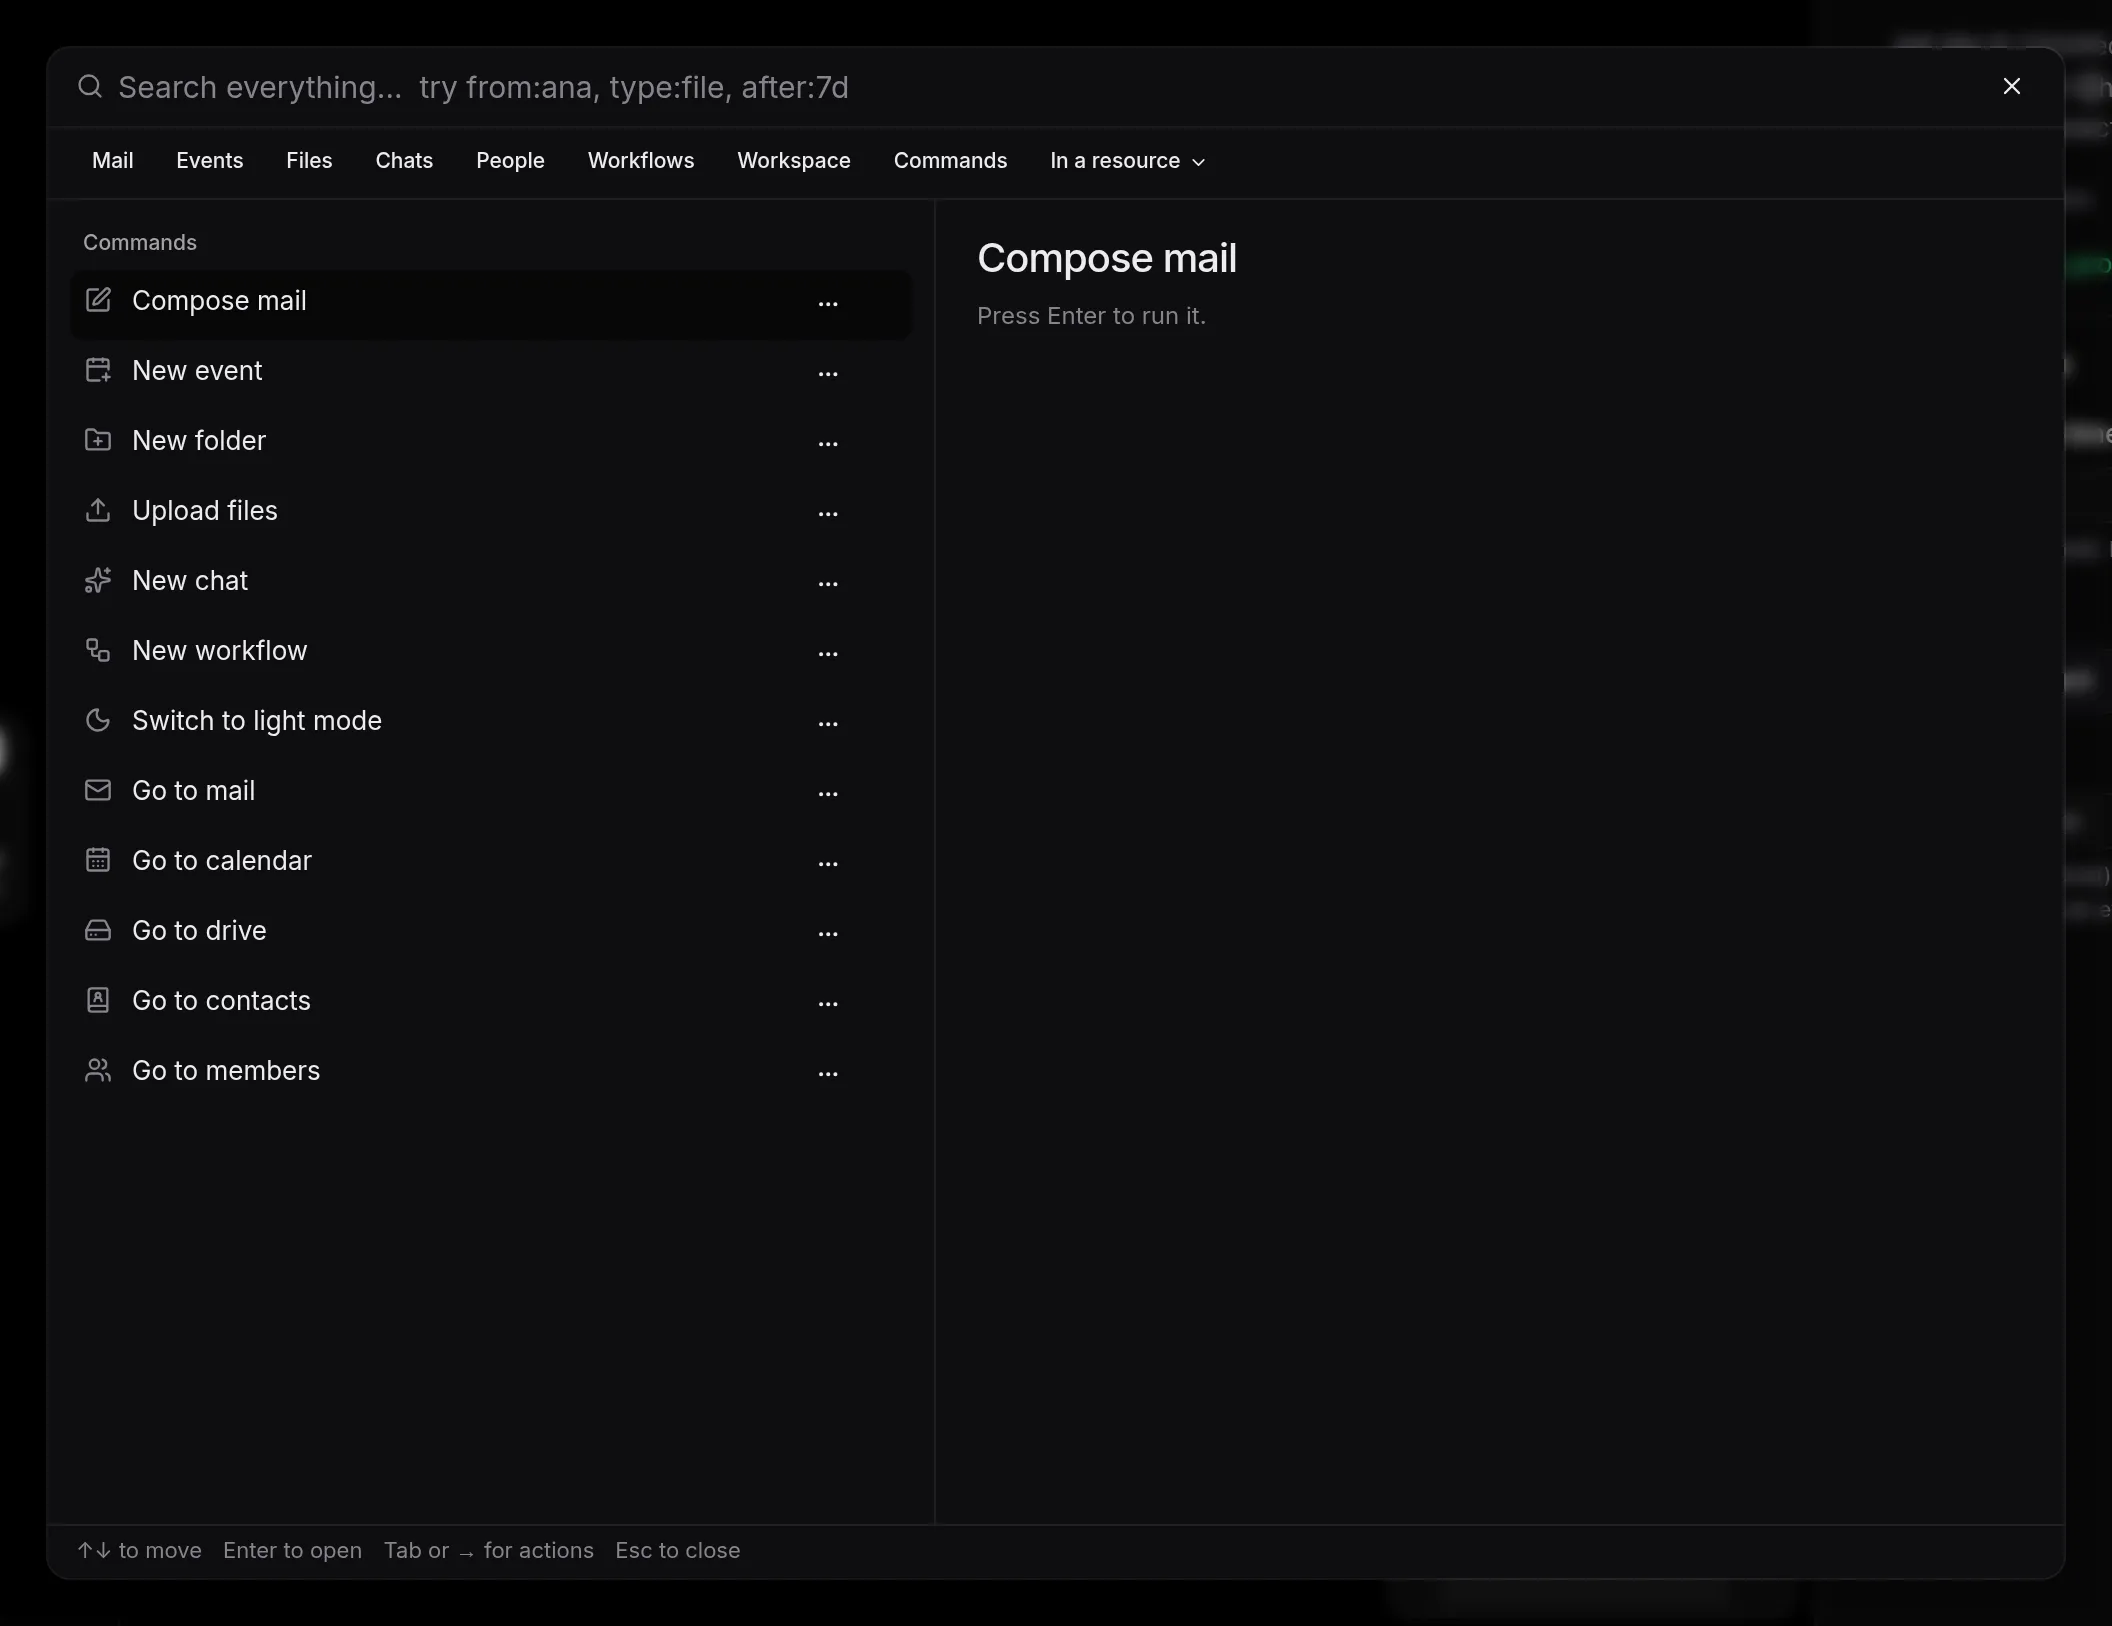 Search everything... try from:ana, type:file, after:7d
Mail Events Files Chats People Workflows Workspace Commands In a resource
Commands
Compose mail
New event
New folder
Upload files
New chat
New workflow
Switch to light mode
Go to mail
Go to calendar
Go to drive
Go to contacts
Go to members
Compose mail
Press Enter to run it.
↑↓ to move Enter to open Tab or → for actions Esc to close